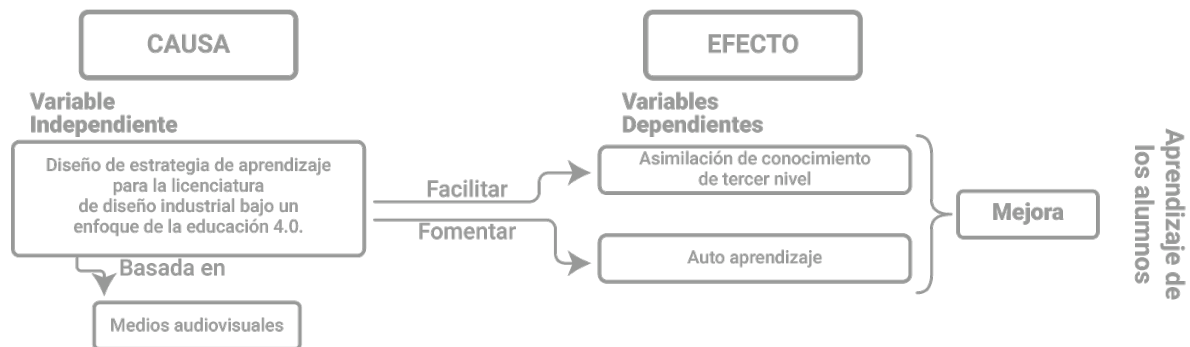 CAUSA
EFECTO
Variable
Independiente
Variables
Dependientes
Diseño de estrategia de aprendizaje
para la licenciatura
de diseño industrial bajo un
enfoque de la educación 4.0.
Facilitar
Fomentar
Asimilación de conocimiento
de tercer nivel
Auto aprendizaje
Mejora
Aprendizaje de
los alumnos
Basada en
Medios audiovisuales